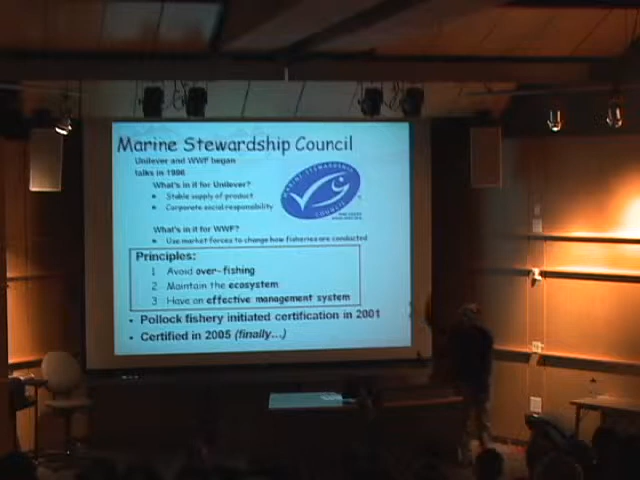 Marine Stewardship Council
Unilever and WWF began
talks in 1996
What's in it for Unilever?
Stable supply of product
Corporate social responsibility
MARINE STEWARDSHIP
COUNCIL
What's in it for WWF?
Use market forces to change how fisheries are conducted
Principles:
1 Avoid over-fishing
2 Maintain the ecosystem
3 Have an effective management system
• Pollock fishery initiated certification in 2001
• Certified in 2005 (finally...)